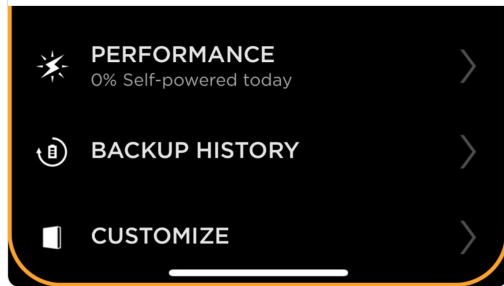 PERFORMANCE
0% Self-powered today
BACKUP HISTORY
CUSTOMIZE